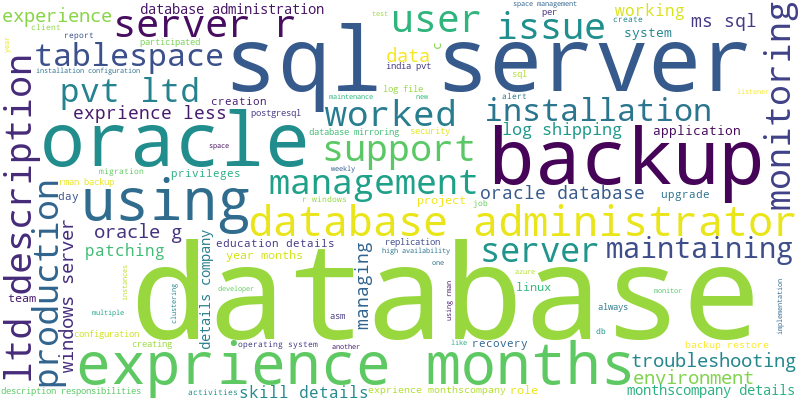 database administration
space management
per
working
ms sql
client
test
create
experience
server r
user
issue
system
report
participated
c
tablespace
sql server
data
year
india pvt
sql
installation configuration
log file
alert
pvt ltd
maintenance
new
listener
exprience less
creation
worked
installation
postgresql
monitoring
oracle
database mirroring
security
log shipping
application
ltd description
space
support
backup
migration
weekly
privileges
rman backup
management
oracle database
upgrade
day
using
r windows
project
job
production
database administrator
windows server
oracle g
patching
education details
replication
server
maintaining
team
year months
high availability
details company
managing
one
instances
clustering
database
azure
linux
multiple
developer
asm
using rman
monitor
always
implementation
configuration
db
creating
operating system
another
like
recovery
backup restore
exprience months
troubleshooting
environment
description responsibilities
activities
skill details
exprience monthscompany
role
monthscompany details